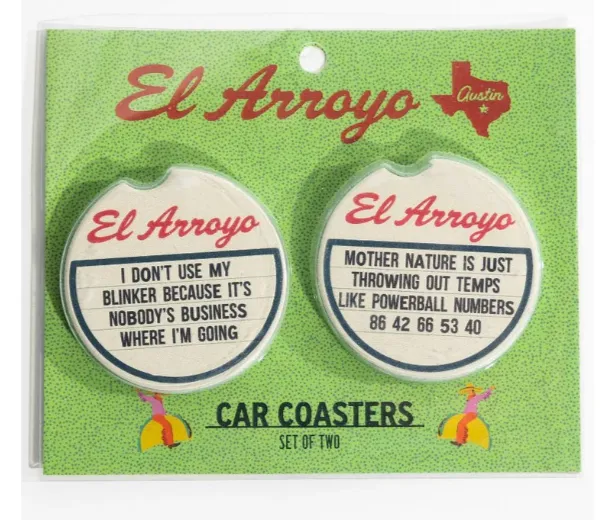 El Arroyo
Austin
El Arroyo
I DON'T USE MY
BLINKER BECAUSE IT'S
NOBODY'S BUSINESS
WHERE I'M GOING
El Arroyo
MOTHER NATURE IS JUST
THROWING OUT TEMPS
LIKE POWERBALL NUMBERS
86 42 66 53 40
CAR COASTERS
SET OF TWO